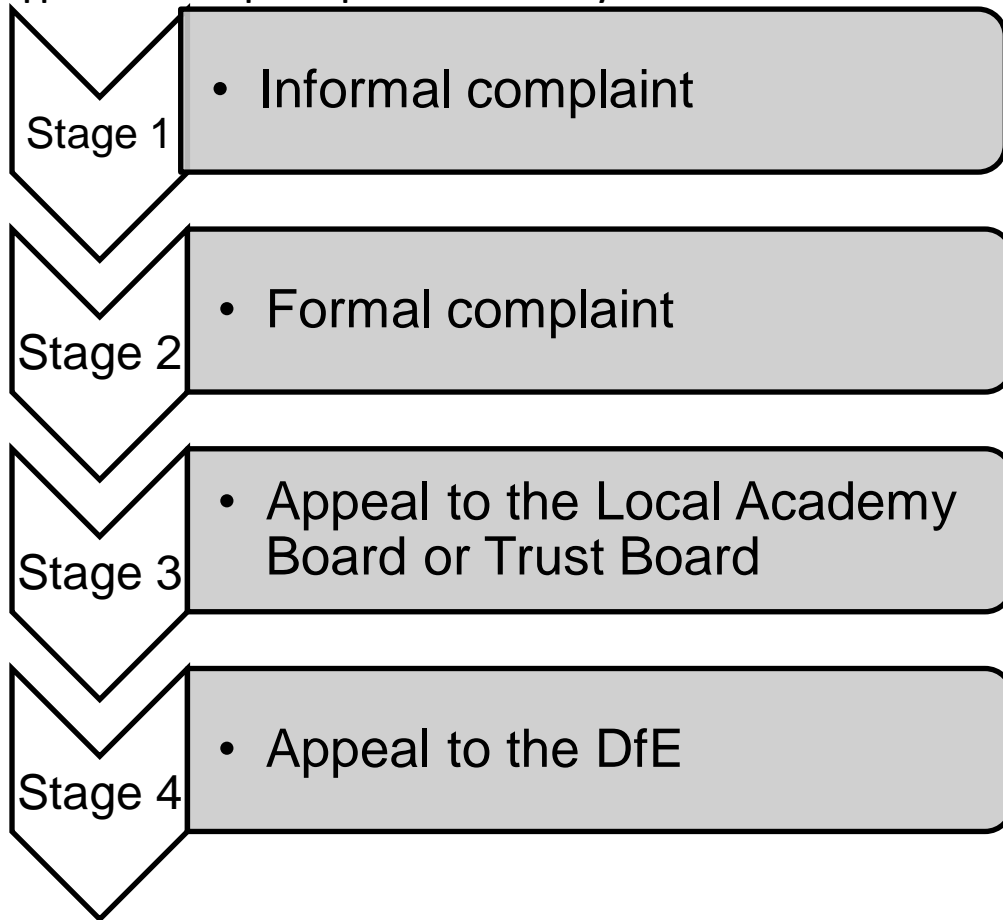 Stage 1
• Informal complaint
Stage 2
• Formal complaint
Stage 3
• Appeal to the Local Academy
Board or Trust Board
Stage 4
• Appeal to the DfE